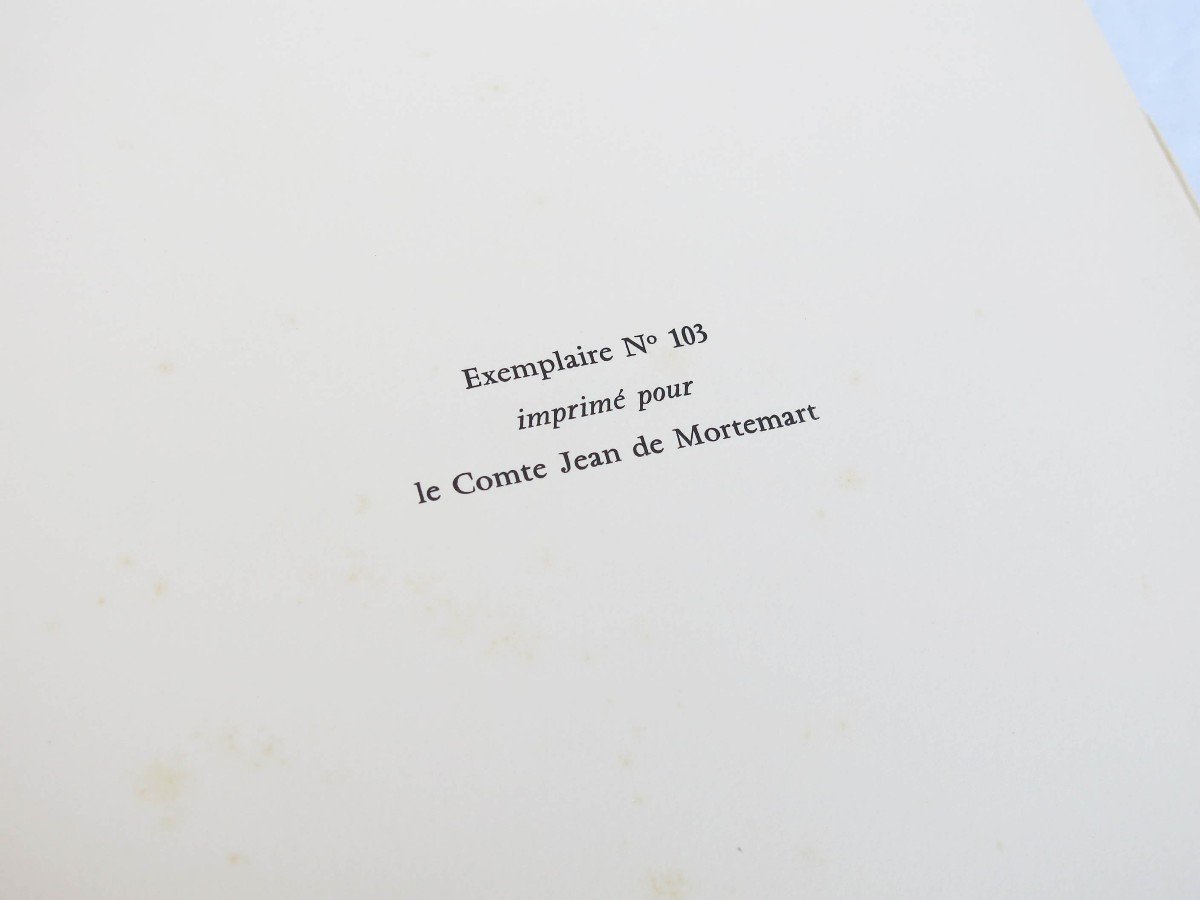 Exemplaire Nº 103
imprimé pour
le Comte Jean de Mortemart